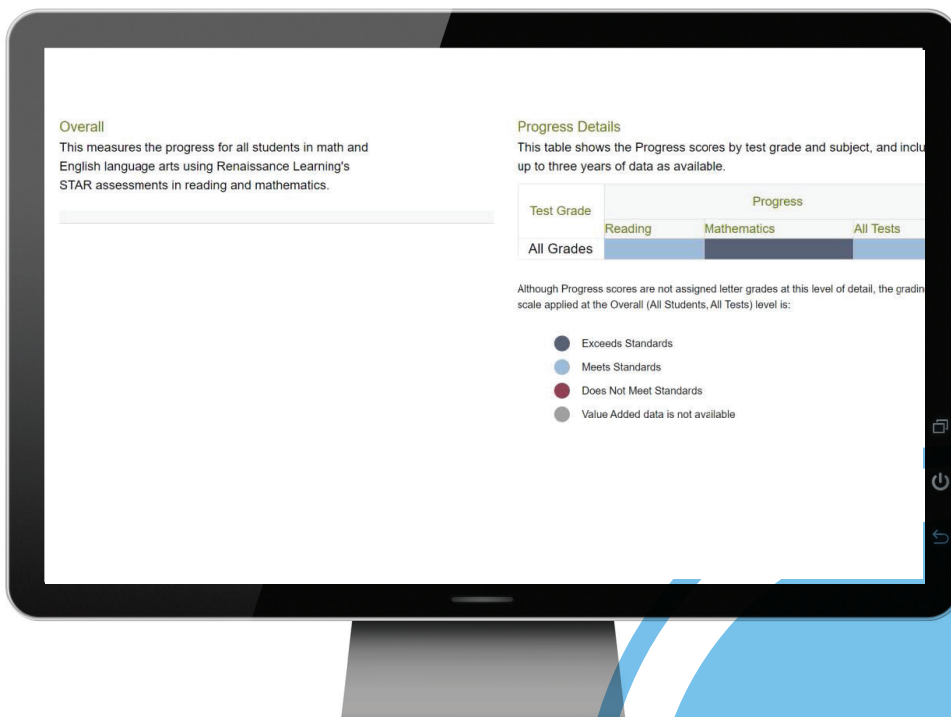 Overall
This measures the progress for all students in math and
English language arts using Renaissance Learning's
STAR assessments in reading and mathematics.
Progress Details
This table shows the Progress scores by test grade and subject, and inclu
up to three years of data as available.
Test Grade
Progress
Reading
Mathematics
All Tests
All Grades
Although Progress scores are not assigned letter grades at this level of detail, the gradin
scale applied at the Overall (All Students, All Tests) level is:
Exceeds Standards
Meets Standards
Does Not Meet Standards
Value Added data is not available